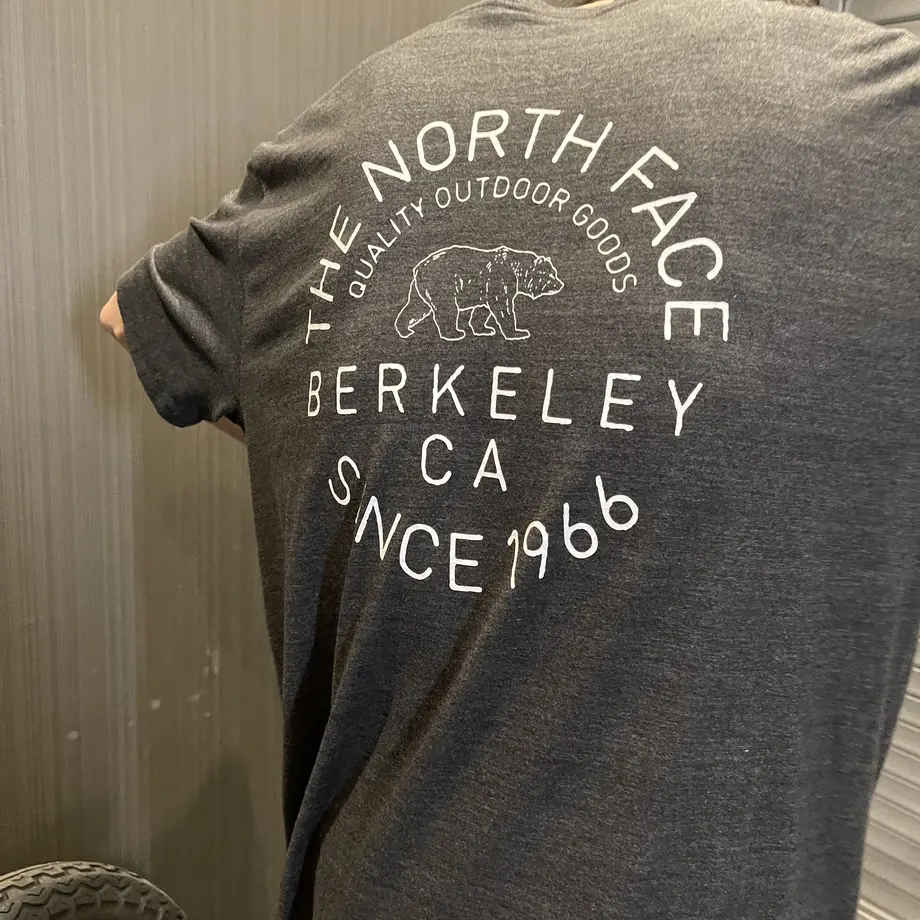 THE NORTH FACE
QUALITY OUTDOOR GOODS
BERKELEY
CA
SINCE 1966